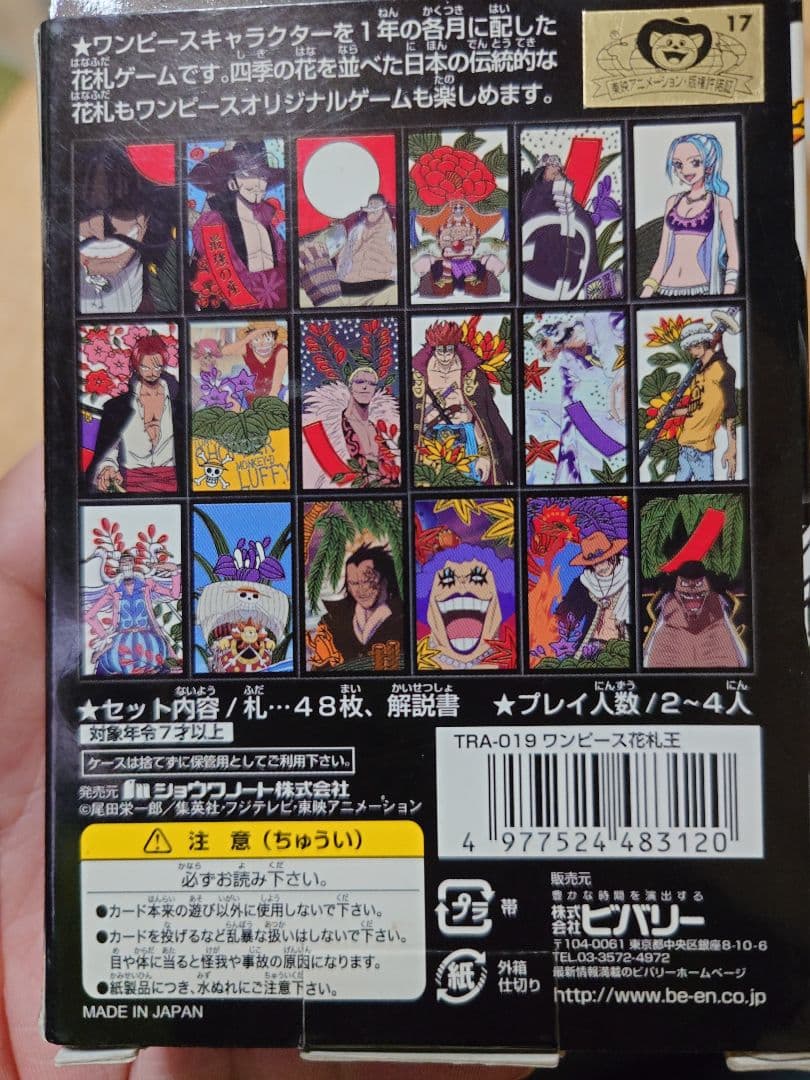 ★ワンピースキャラクターを1年の各月に配した
花札ゲームです。四季の花を並べた日本の伝統的な
花札もワンピースオリジナルゲームも楽しめます。
17
東映アニメーション・版権許諾証
最強の年
MONKEY.D
LUFFY
★セット内容/札…48枚、解説書 ★プレイ人数/2~4人
対象年令7才以上
ケースは捨てずに保管用としてご利用下さい。
発売元 ショウワノート株式会社
©尾田栄一郎/集英社・フジテレビ・東映アニメーション
TRA-019 ワンピース花札王
4 977524 483120
注 意(ちゅうい)
必ずお読み下さい。
●カード本来の遊び以外に使用しないで下さい。
●カードを投げるなど乱暴な扱いはしないで下さい。
目や体に当ると怪我や事故の原因になります。
●紙製品につき、水ぬれにご注意下さい。
MADE IN JAPAN
プラ 帯
紙 外箱
仕切り
販売元
豊かな時間を演出する
株式会社ビバリー
〒104-0061 東京都中央区銀座8-10-6
TEL.03-3572-4972
最新情報満載のビバリーホームページ
http://www.be-en.co.jp